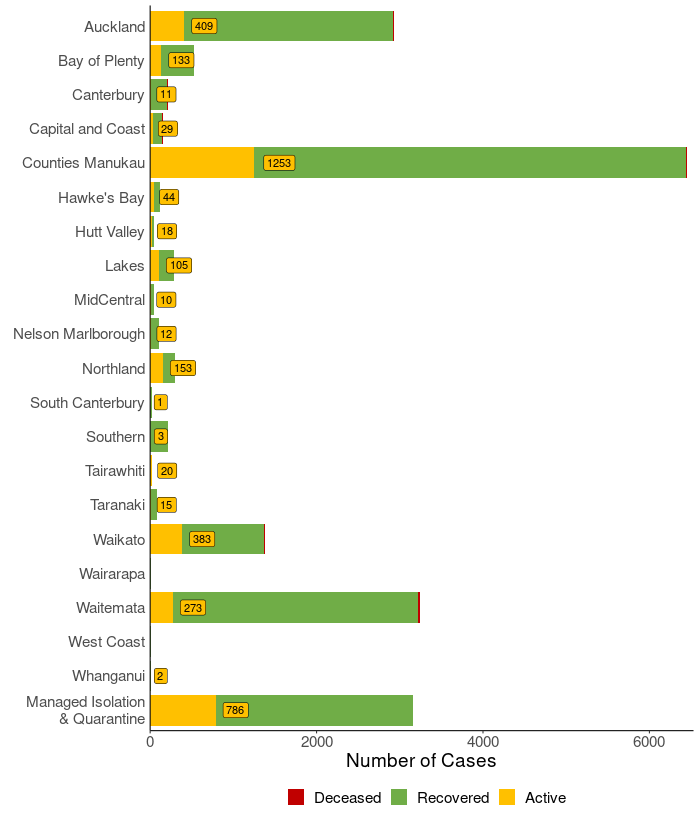 Auckland 409
Bay of Plenty 133
Canterbury 11
Capital and Coast 29
Counties Manukau 1253
Hawke's Bay 44
Hutt Valley 18
Lakes 105
MidCentral 10
Nelson Marlborough 12
Northland 153
South Canterbury 1
Southern 3
Tairawhiti 20
Taranaki 15
Waikato 383
Wairarapa
Waitemata 273
West Coast
Whanganui 2
Managed Isolation
& Quarantine 786
0 2000 4000 6000
Number of Cases
Deceased Recovered Active